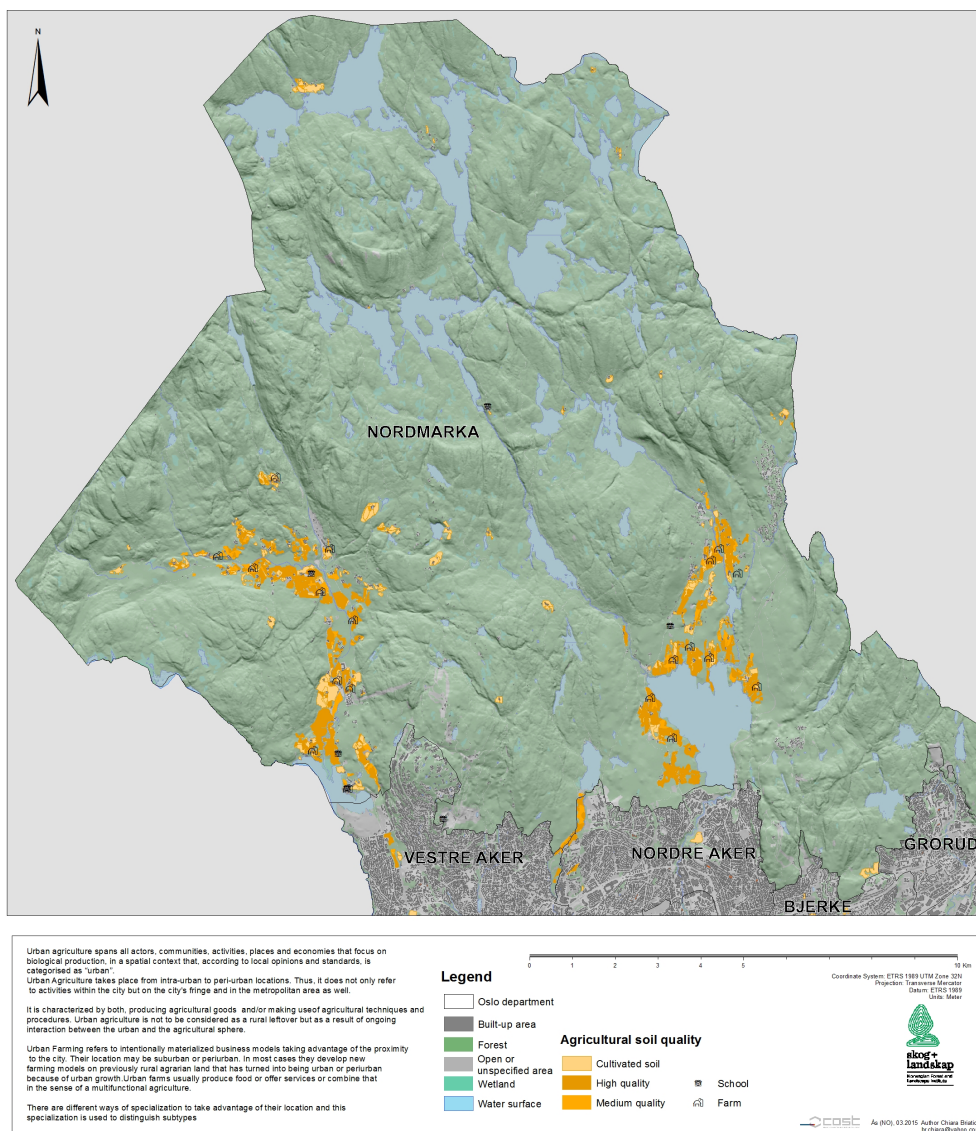 N
NORDMARKA
VESTRE AKER
NORDRE AKER
GRORUD
BJERKE
Urban agriculture spans all actors, communities, activities, places and economies that focus on
biological production, in a spatial context that, according to local opinions and standards, is
categorised as "urban".
Urban Agriculture takes place from intra-urban to peri-urban locations. Thus, it does not only refer
to activities within the city but on the city's fringe and in the metropolitan area as well.
It is characterized by both, producing agricultural goods and/or making useof agricultural techniques and
procedures. Urban agriculture is not to be considered as a rural leftover but as a result of ongoing
interaction between the urban and the agricultural sphere.
Urban Farming refers to intentionally materialized business models taking advantage of the proximity
to the city. Their location may be suburban or periurban. In most cases they develop new
farming models on previously rural agrarian land that has turned into being urban or periurban
because of urban growth.Urban farms usually produce food or offer services or combine that
in the sense of a multifunctional agriculture.
There are different ways of specialization to take advantage of their location and this
specialization is used to distinguish subtypes
0 1 2 3 4 5 10 Km
Legend
Oslo department
Built-up area
Forest
Open or
unspecified area
Wetland
Water surface
Agricultural soil quality
Cultivated soil
High quality
Medium quality
School
Farm
Coordinate System: ETRS 1989 UTM Zone 32N
Projection: Transverse Mercator
Datum: ETRS 1989
Units: Meter
skog+
landskap
Norwegian Forest and
Landscape Institute
cost
Ås (NO), 03.2015 Author Chiara Briatic